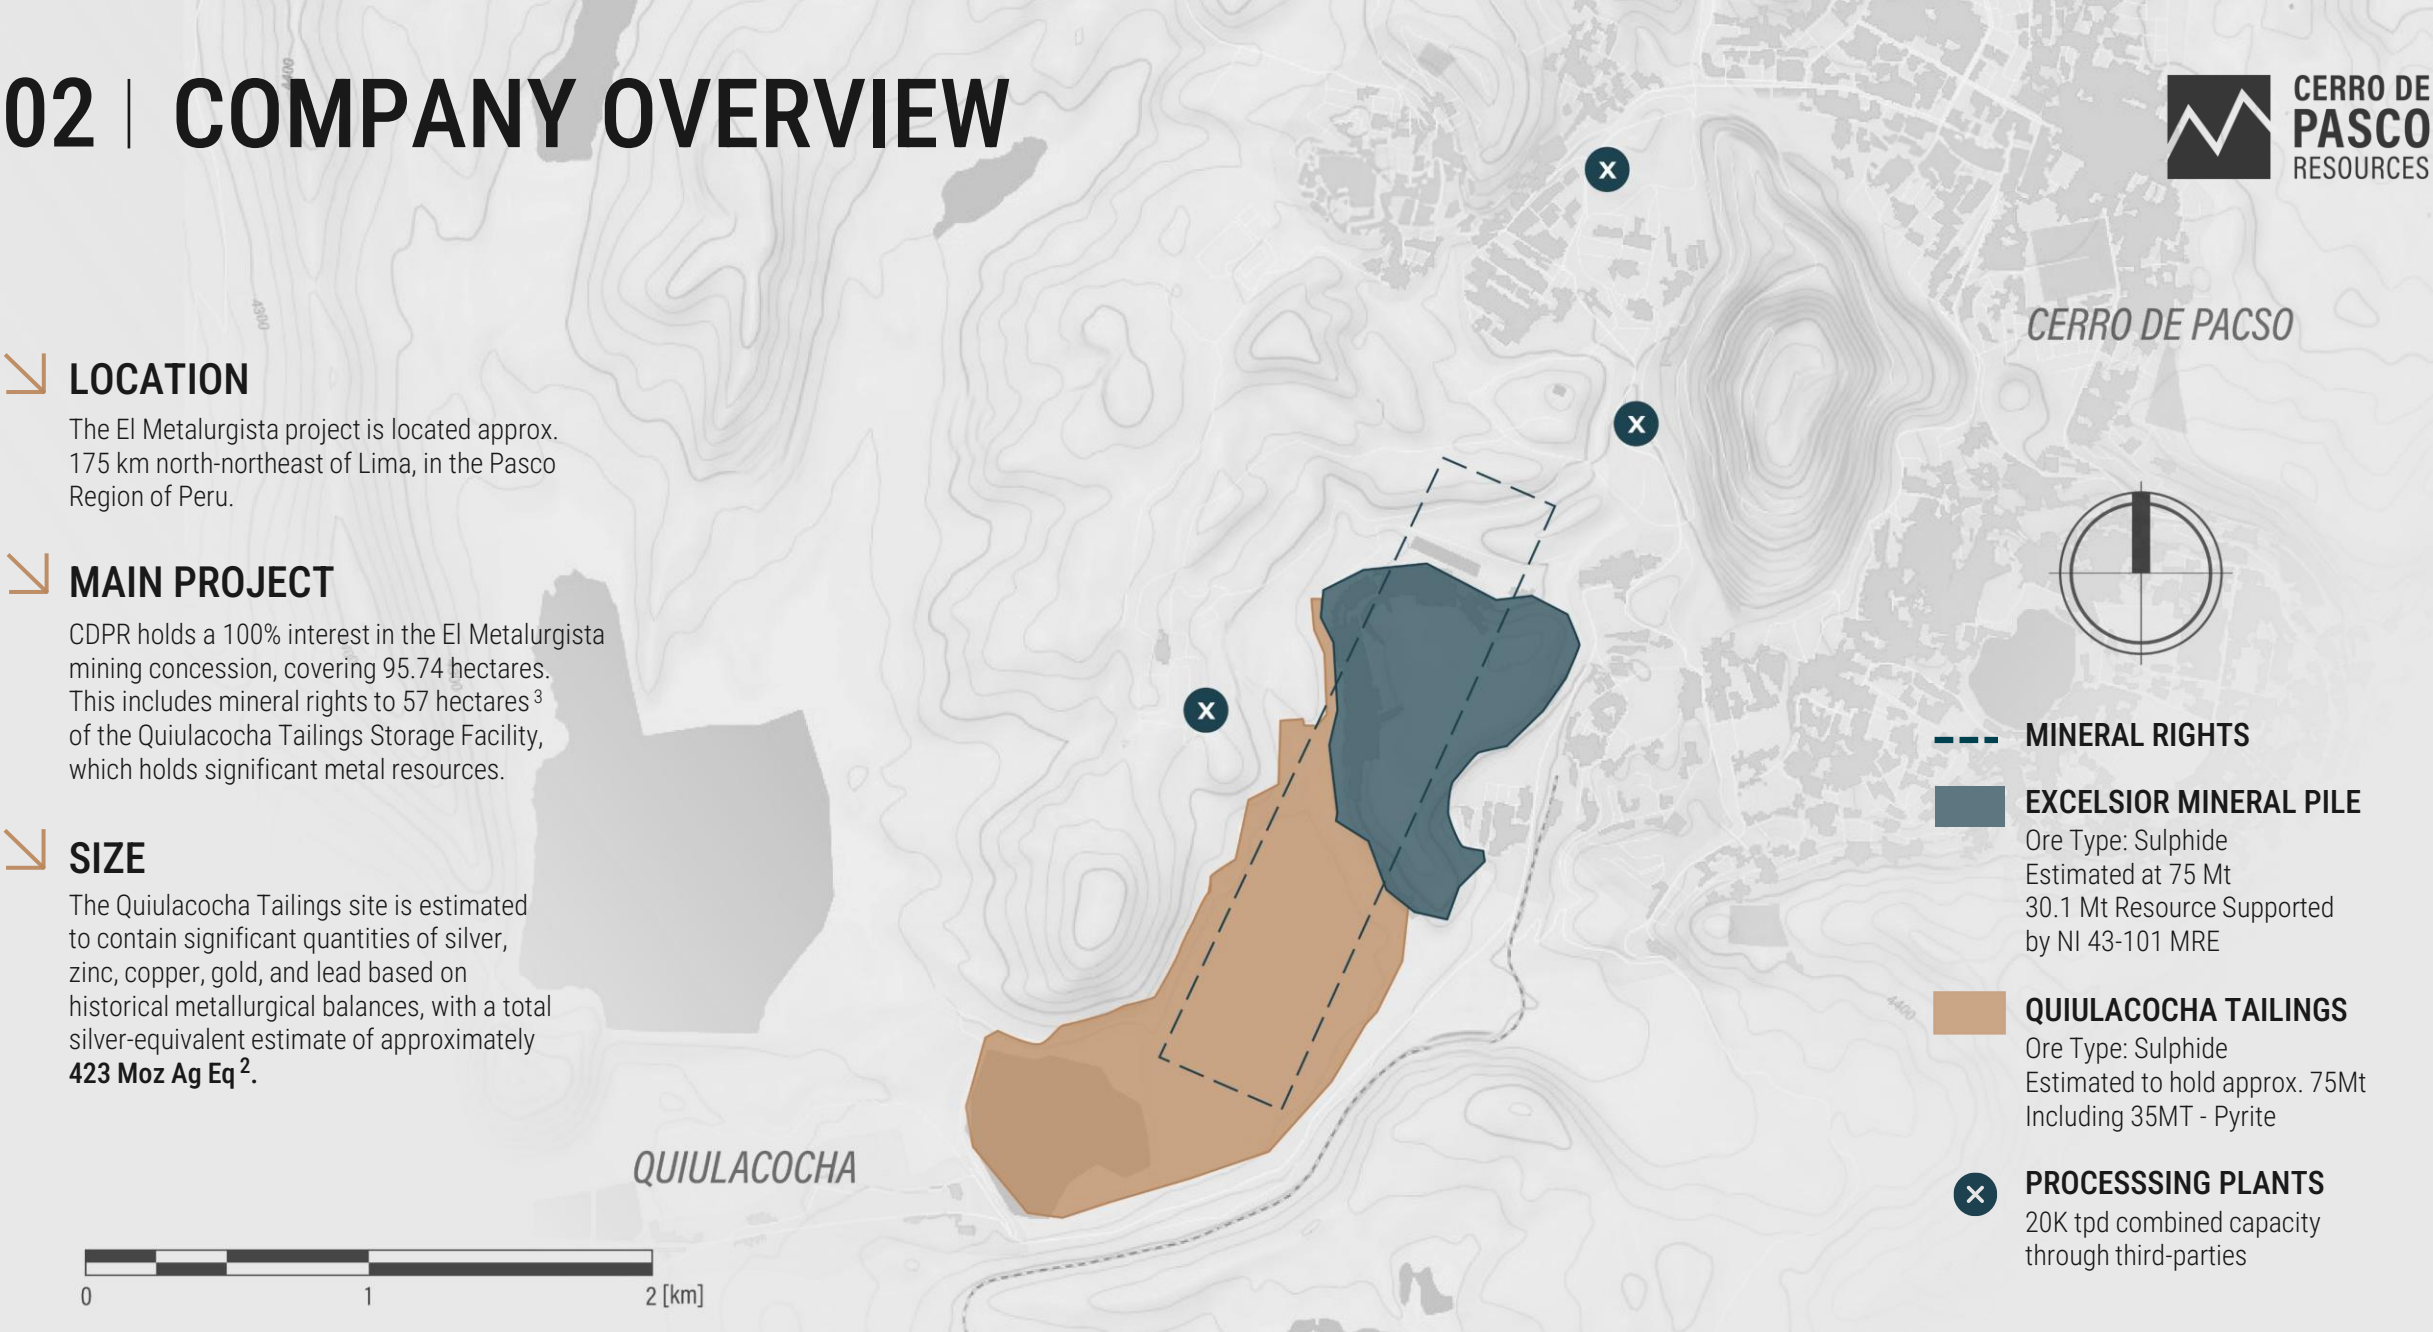 02 | COMPANY OVERVIEW
CERRO DE
PASCO
RESOURCES
4400
4300
CERRO DE PACSO
LOCATION
The El Metalurgista project is located approx.
175 km north-northeast of Lima, in the Pasco
Region of Peru.
MAIN PROJECT
CDPR holds a 100% interest in the El Metalurgista
mining concession, covering 95.74 hectares.
This includes mineral rights to 57 hectares 3
of the Quiulacocha Tailings Storage Facility,
which holds significant metal resources.
SIZE
The Quiulacocha Tailings site is estimated
to contain significant quantities of silver,
zinc, copper, gold, and lead based on
historical metallurgical balances, with a total
silver-equivalent estimate of approximately
423 Moz Ag Eq 2.
QUIULACOCHA
0 1 2 [km]
X
X
X
MINERAL RIGHTS
EXCELSIOR MINERAL PILE
Ore Type: Sulphide
Estimated at 75 Mt
30.1 Mt Resource Supported
by NI 43-101 MRE
4400
QUIULACOCHA TAILINGS
Ore Type: Sulphide
Estimated to hold approx. 75Mt
Including 35MT - Pyrite
X
PROCESSSING PLANTS
20K tpd combined capacity
through third-parties